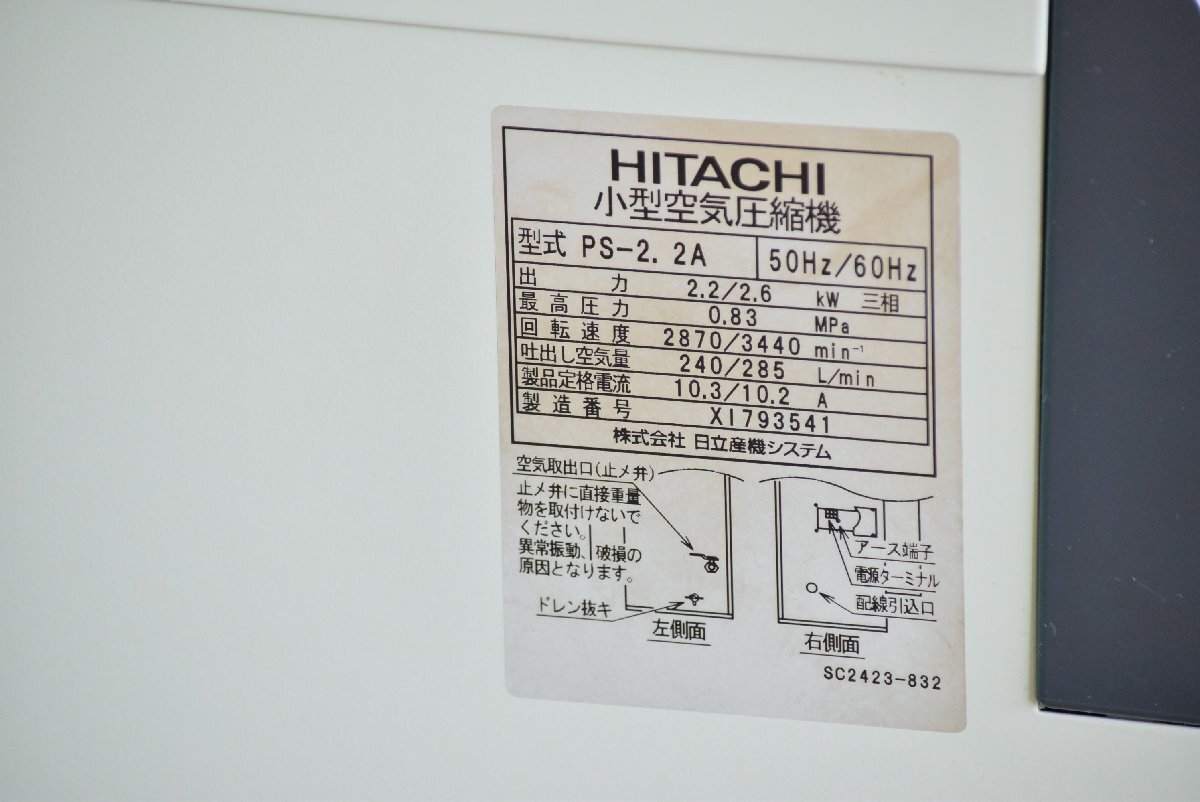 HITACHI
小型空気圧縮機
型式 PS-2.2A 50Hz/60Hz
出力 2.2/2.6 kW 三相
最高圧力 0.83 MPa
回転速度 2870/3440 min⁻¹
吐出し空気量 240/285 L/min
製品定格電流 10.3/10.2 A
製造番号 XI793541
株式会社 日立産機システム
空気取出口(止メ弁)
止メ弁に直接重量
物を取付けないで
ください。
異常振動、破損の
原因となります。
ドレン抜キ
左側面
アース端子
電源ターミナル
配線引込口
右側面
SC2423-832